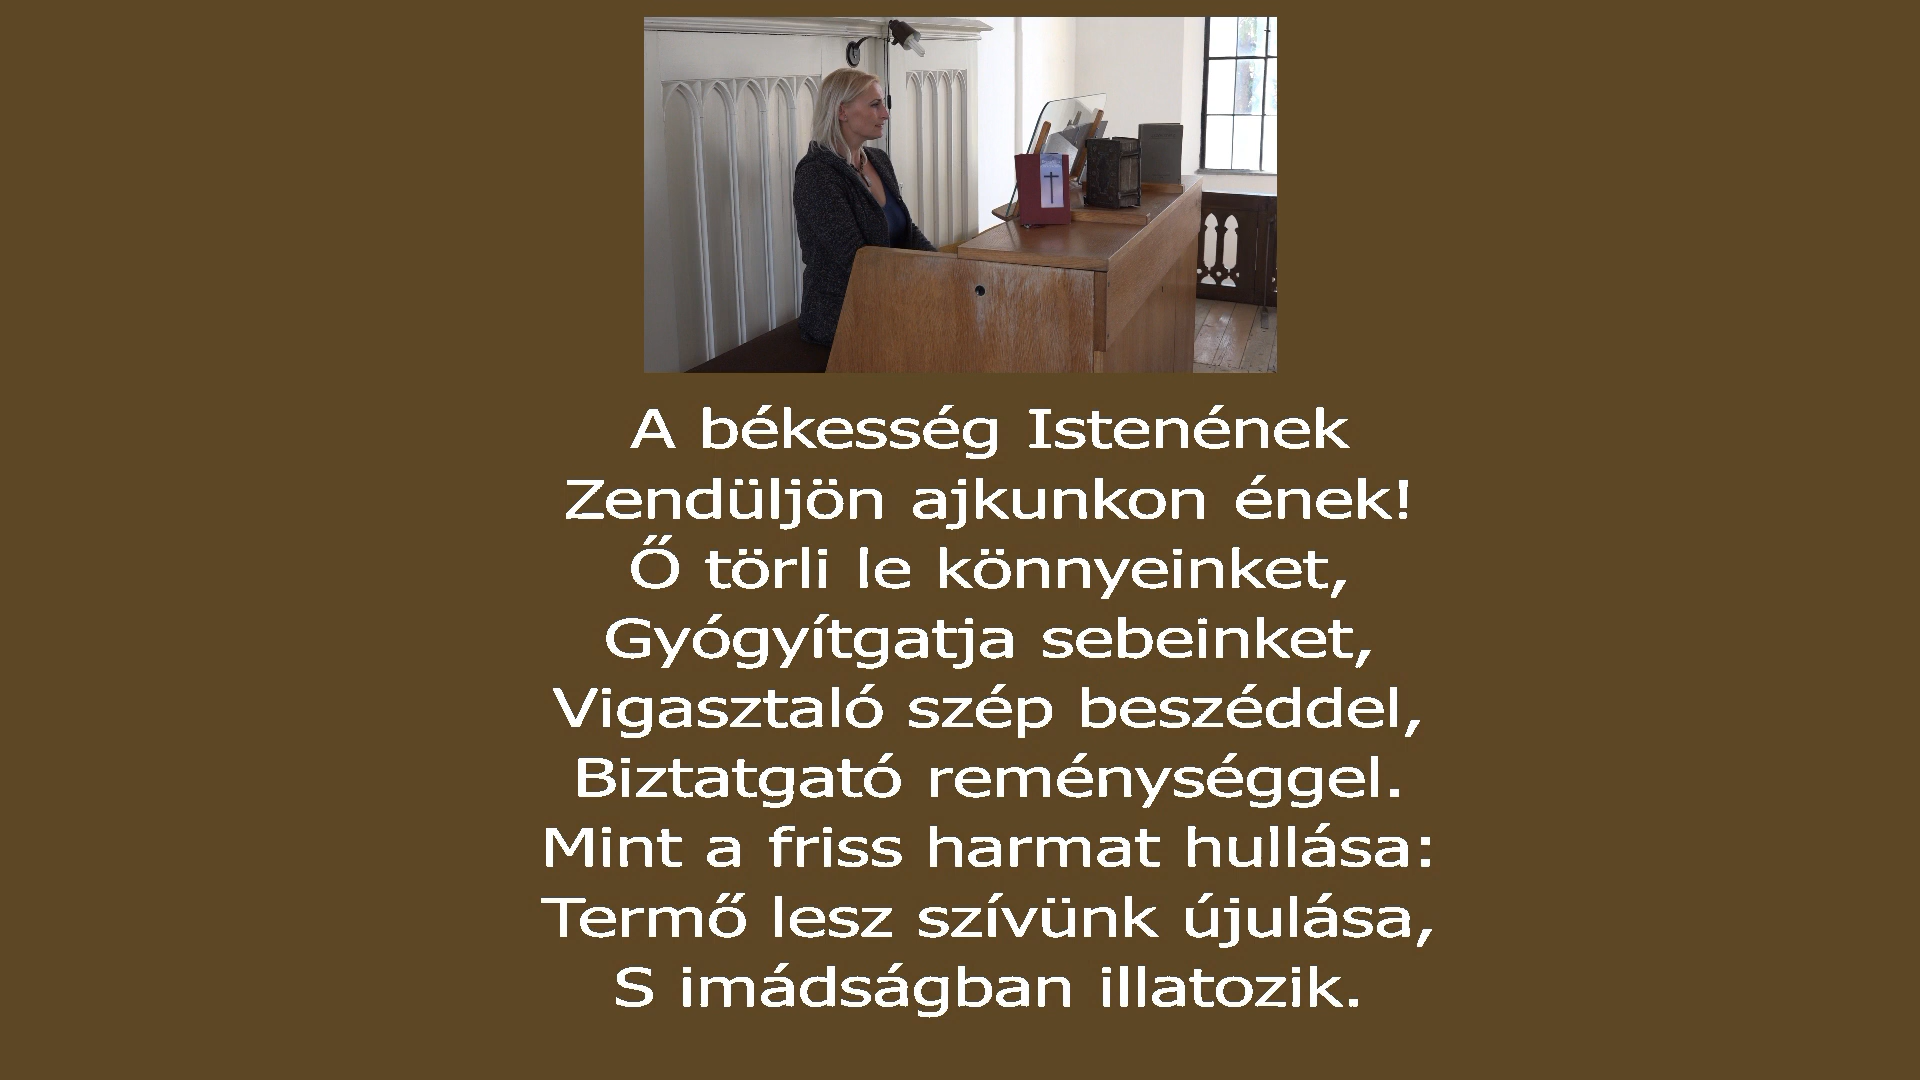 A békesség Istenének
Zendüljön ajkunkon ének!
Ő törli le könnyeinket,
Gyógyítgatja sebeinket,
Vigasztaló szép beszéddel,
Biztatgató reménységgel.
Mint a friss harmat hullása:
Termő lesz szívünk újulása,
S imádságban illatozik.